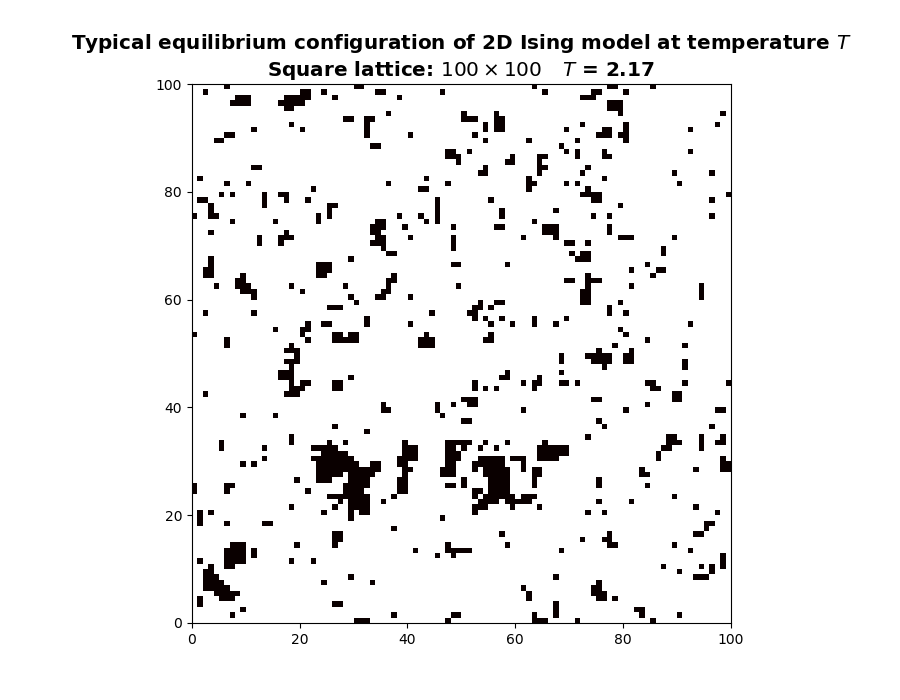 Typical equilibrium configuration of 2D Ising model at temperature T
Square lattice: 100 × 100 T = 2.17
100
80
60
40
20
0
0 20 40 60 80 100